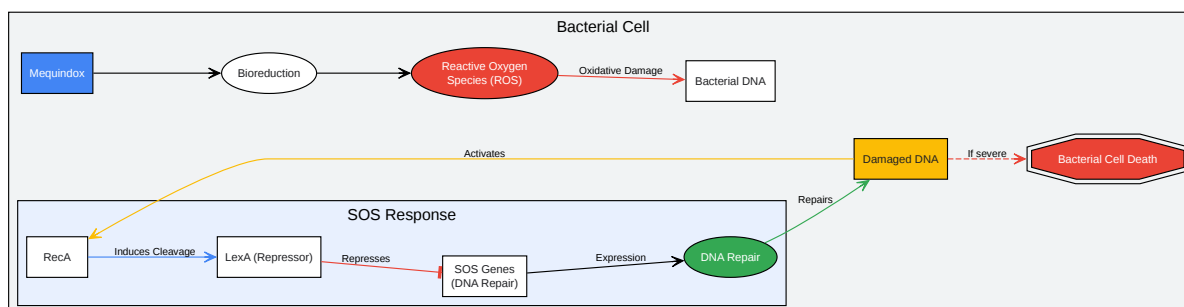 Bacterial Cell
Mequindox
Bioreduction
Reactive Oxygen
Species (ROS)
Oxidative Damage
Bacterial DNA
Activates
Damaged DNA
If severe
Bacterial Cell Death
Repairs
SOS Response
RecA
Induces Cleavage
LexA (Repressor)
Represses
SOS Genes
(DNA Repair)
Expression
DNA Repair